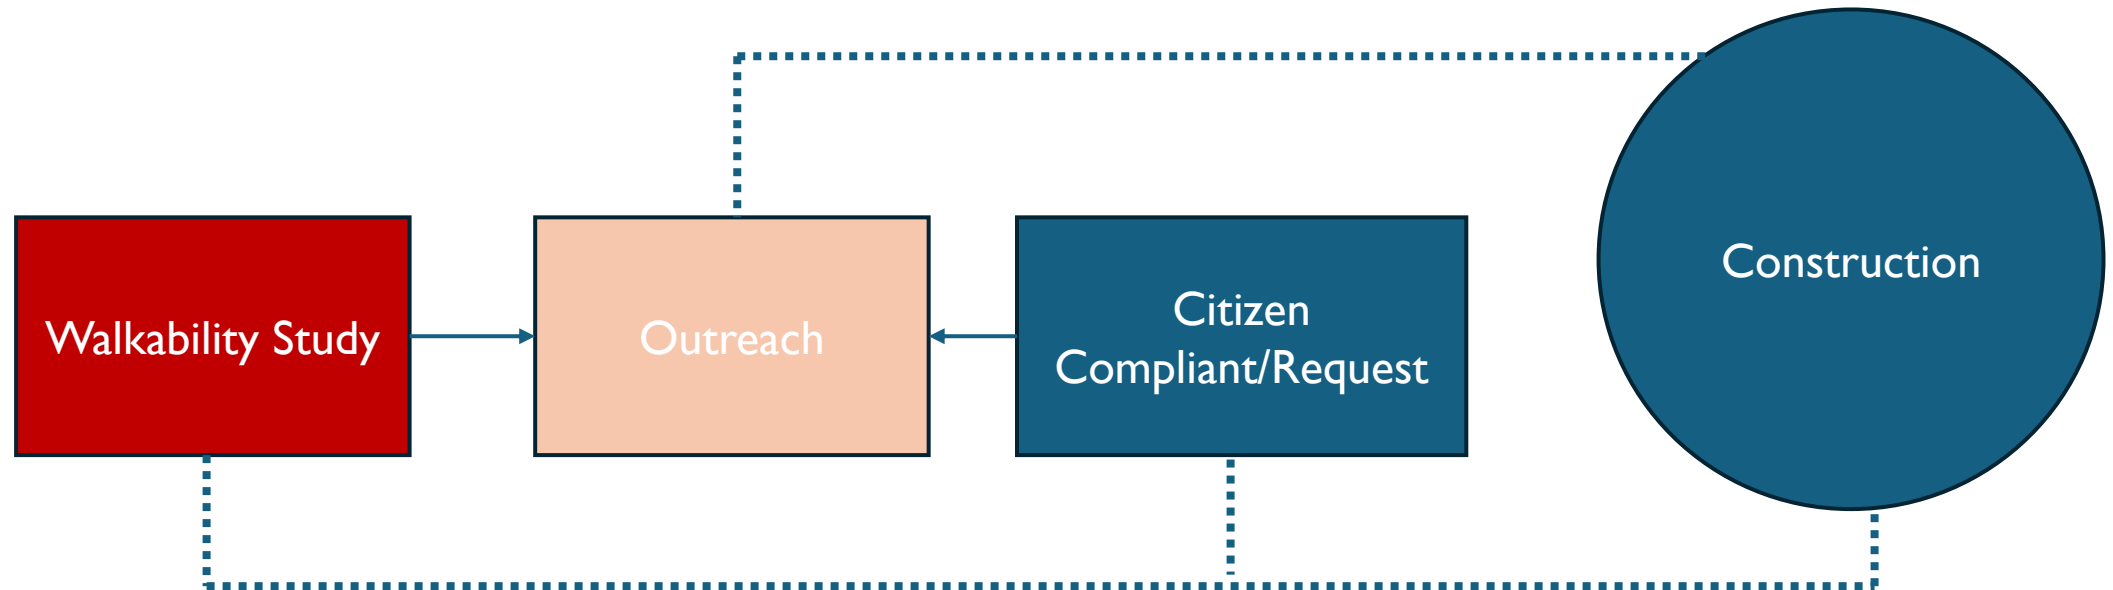 Walkability Study
Outreach
Citizen
Compliant/Request
Construction